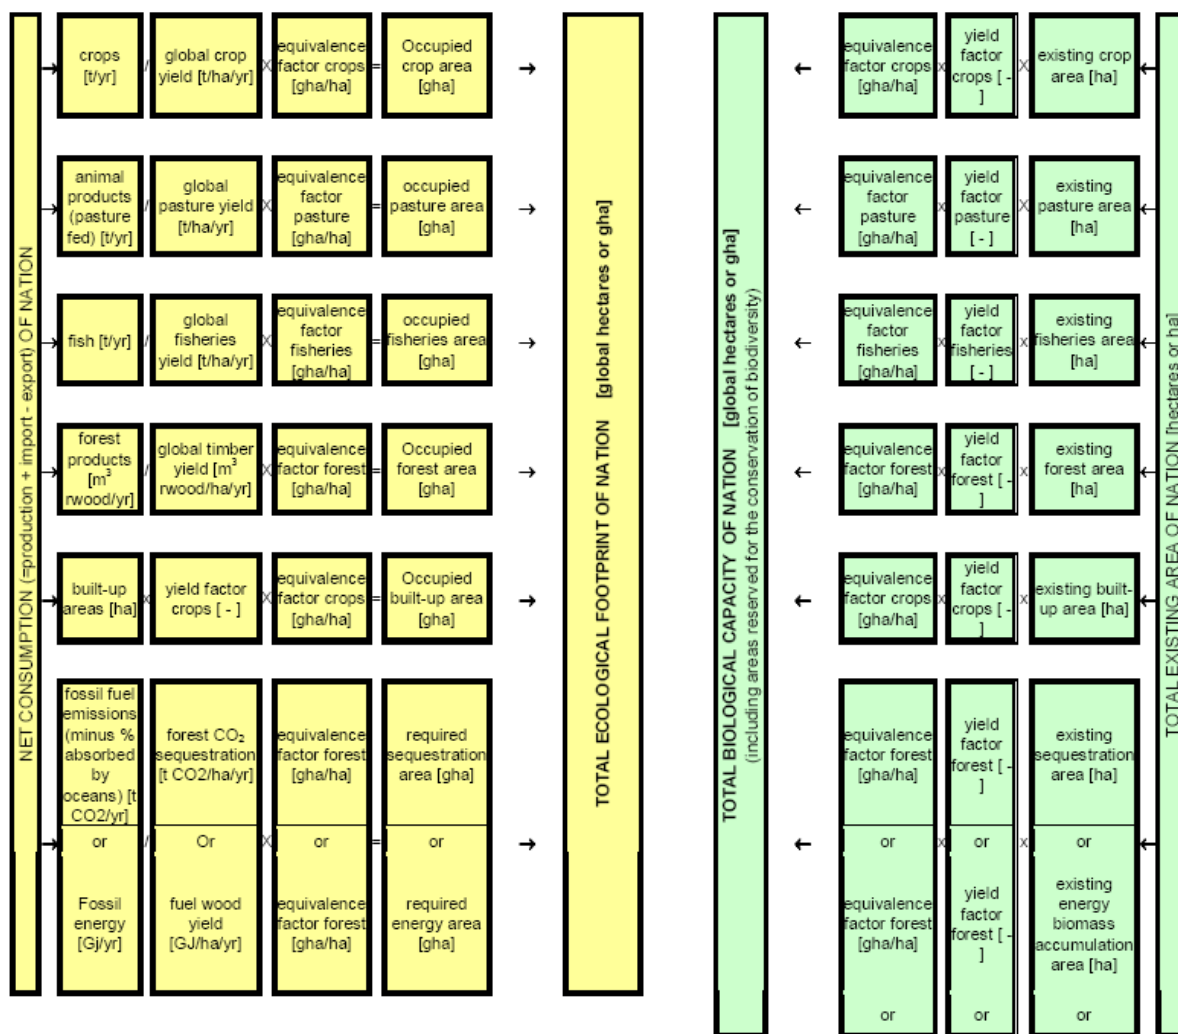 NET CONSUMPTION (=production + import - export) OF NATION
crops
[t/yr]
/
global crop
yield [t/ha/yr]
X
equivalence
factor crops
[gha/ha]
=
Occupied
crop area
[gha]
animal
products
(pasture
fed) [t/yr]
/
global
pasture yield
[t/ha/yr]
X
equivalence
factor
pasture
[gha/ha]
=
occupied
pasture area
[gha]
fish [t/yr]
/
global
fisheries
yield [t/ha/yr]
X
equivalence
factor
fisheries
[gha/ha]
=
occupied
fisheries area
[gha]
forest
products
[m³
rwood/yr]
/
global timber
yield [m³
rwood/ha/yr]
X
equivalence
factor forest
[gha/ha]
=
Occupied
forest area
[gha]
built-up
areas [ha]
x
yield factor
crops [ - ]
X
equivalence
factor crops
[gha/ha]
=
Occupied
built-up area
[gha]
fossil fuel
emissions
(minus %
absorbed
by
oceans) [t
CO2/yr]
or
Fossil
energy
[Gj/yr]
/
forest CO₂
sequestration
[t CO2/ha/yr]
Or
fuel wood
yield
[GJ/ha/yr]
X
equivalence
factor forest
[gha/ha]
or
equivalence
factor forest
[gha/ha]
=
required
sequestration
area [gha]
or
required
energy area
[gha]
TOTAL ECOLOGICAL FOOTPRINT OF NATION [global hectares or gha]
TOTAL BIOLOGICAL CAPACITY OF NATION [global hectares or gha]
(including areas reserved for the conservation of biodiversity)
equivalence
factor crops
[gha/ha]
x
yield
factor
crops [ -
]
X
existing crop
area [ha]
equivalence
factor
pasture
[gha/ha]
x
yield
factor
pasture
[ - ]
x
existing
pasture area
[ha]
equivalence
factor
fisheries
[gha/ha]
x
yield
factor
fisheries
[ - ]
x
existing
fisheries area
[ha]
equivalence
factor forest
[gha/ha]
x
yield
factor
forest [ -
]
x
existing
forest area
[ha]
equivalence
factor crops
[gha/ha]
x
yield
factor
crops [ -
]
x
existing built-
up area [ha]
equivalence
factor forest
[gha/ha]
or
equivalence
factor forest
[gha/ha]
or
x
yield
factor
forest [ -
]
or
yield
factor
forest [ -
]
or
x
existing
sequestration
area [ha]
or
existing
energy
biomass
accumulation
area [ha]
or
TOTAL EXISTING AREA OF NATION [hectares or ha]